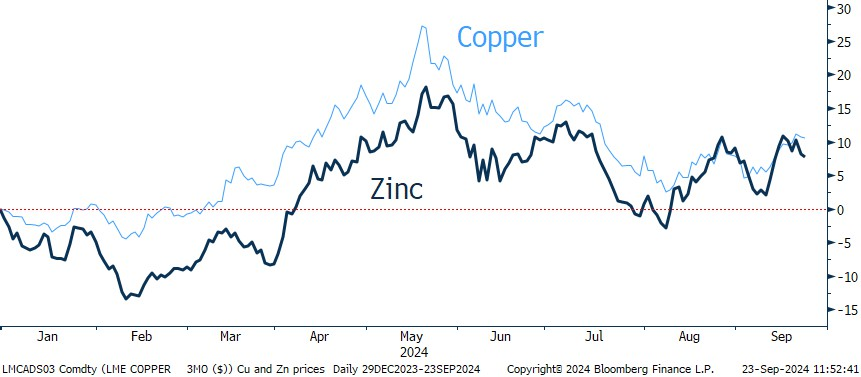 30
25
Copper
20
15
10
Zinc
5
0
-5
-10
-15
Jan Feb Mar Apr May Jun Jul Aug Sep
2024
LMCADS03 Comdty (LME COPPER 3MO ($)) Cu and Zn prices Daily 29DEC2023-23SEP2024 Copyright© 2024 Bloomberg Finance L.P. 23-Sep-2024 11:52:41